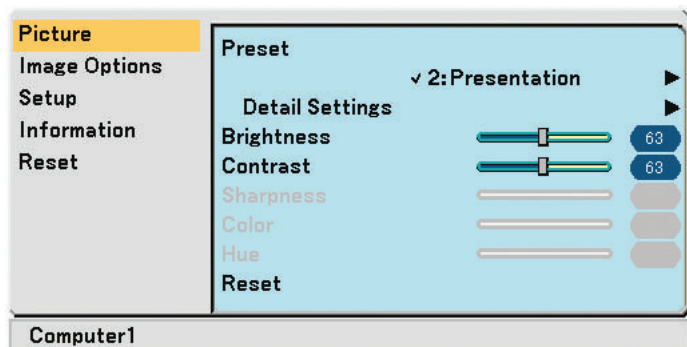 Picture
Image Options
Setup
Information
Reset
Preset
✓ 2:Presentation ▶
Detail Settings ▶
Brightness 63
Contrast 63
Sharpness
Color
Hue
Reset
Computer1